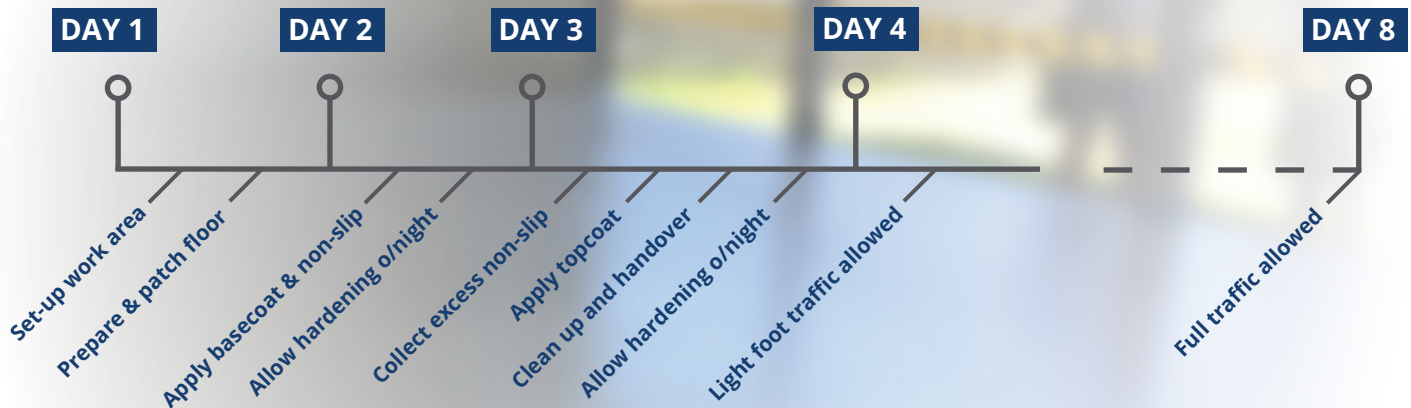 DAY 1
DAY 2
DAY 3
DAY 4
DAY 8
Set-up work area
Prepare & patch floor
Apply basecoat & non-slip
Allow hardening o/night
Collect excess non-slip
Apply topcoat
Clean up and handover
Allow hardening o/night
Light foot traffic allowed
Full traffic allowed